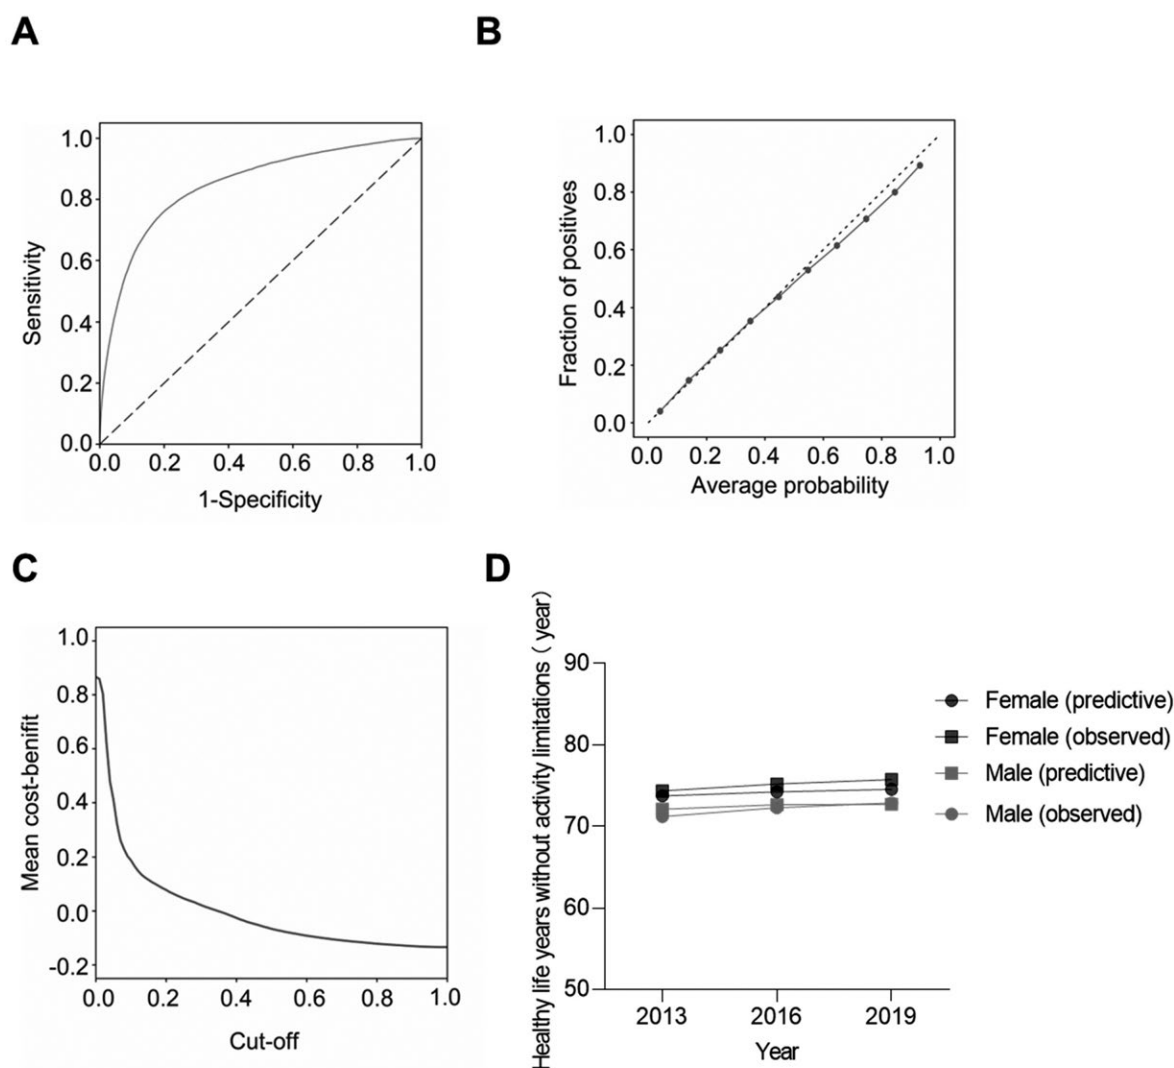 A
B
1.0
0.8
0.6
0.4
0.2
0.0
Sensitivity
0.0 0.2 0.4 0.6 0.8 1.0
1-Specificity
1.0
0.8
0.6
0.4
0.2
0.0
Fraction of positives
0.0 0.2 0.4 0.6 0.8 1.0
Average probability
C
D
1.0
0.8
0.6
0.4
0.2
0.0
-0.2
Mean cost-benifit
0.0 0.2 0.4 0.6 0.8 1.0
Cut-off
Healthy life years without activity limitations (year)
90
80
70
60
50
2013 2016 2019
Year
Female (predictive)
Female (observed)
Male (predictive)
Male (observed)